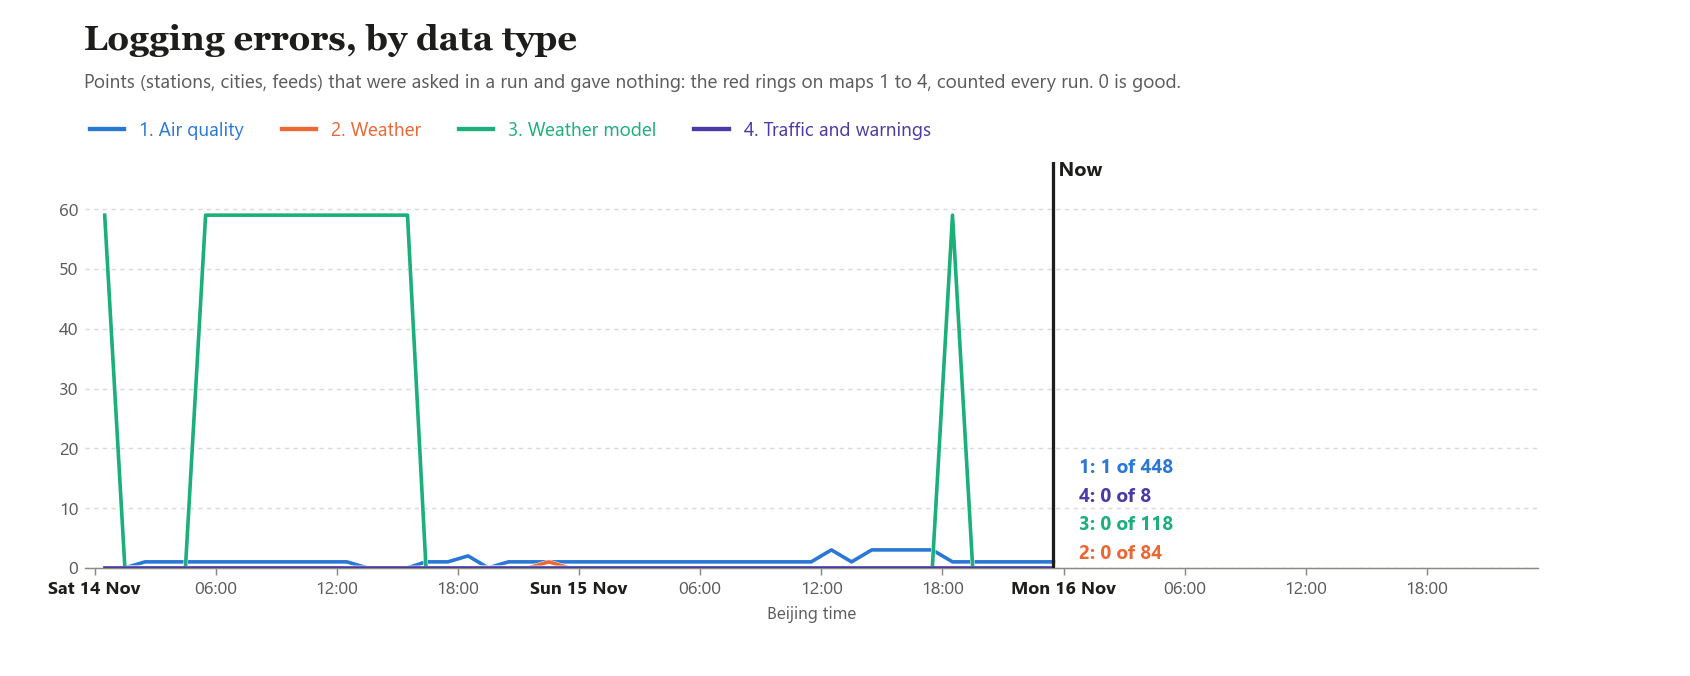 Logging errors, by data type
Points (stations, cities, feeds) that were asked in a run and gave nothing: the red rings on maps 1 to 4, counted every run. 0 is good.
1. Air quality 2. Weather 3. Weather model 4. Traffic and warnings
Now
60
50
40
30
20
10
0
1: 1 of 448
4: 0 of 8
3: 0 of 118
2: 0 of 84
Sat 14 Nov 06:00 12:00 18:00 Sun 15 Nov 06:00 12:00 18:00 Mon 16 Nov 06:00 12:00 18:00
Beijing time